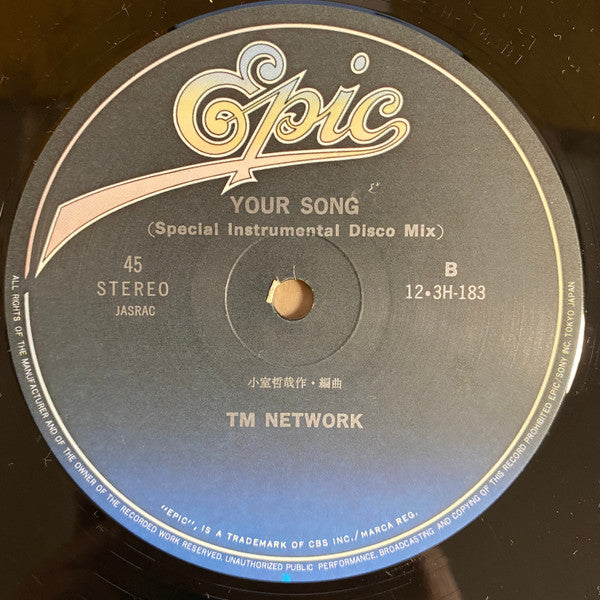 Epic
YOUR SONG
(Special Instrumental Disco Mix)
45
STEREO
JASRAC
B
12・3H-183
小室哲哉作・編曲
TM NETWORK
"EPIC", IS A TRADEMARK OF CBS INC./MARCA REG.
ALL RIGHTS OF THE MANUFACTURER AND OF THE OWNER OF THE RECORDED WORK RESERVED. UNAUTHORIZED PUBLIC PERFORMANCE, BROADCASTING AND COPYING OF THIS RECORD PROHIBITED EPIC/SONY INC. TOKYO JAPAN